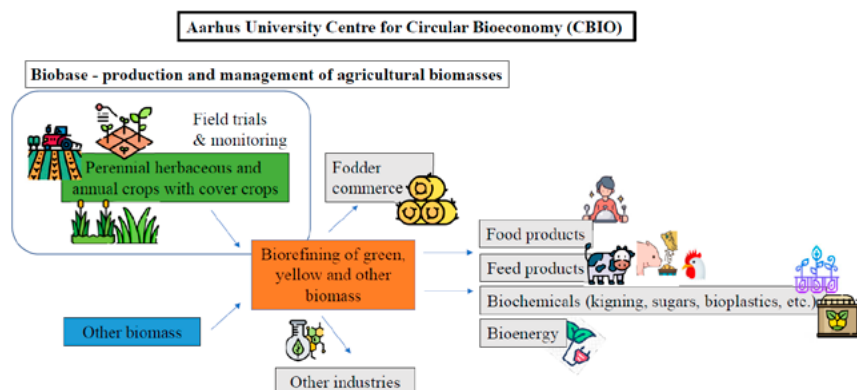 Aarhus University Centre for Circular Bioeconomy (CBIO)
Biobase - production and management of agricultural biomasses
Field trials
& monitoring
Perennial herbaceous and
annual crops with cover crops
Fodder
commerce
Biorefining of green,
yellow and other
biomass
Other biomass
Food products
Feed products
Biochemicals (kigning, sugars, bioplastics, etc.)
Bioenergy
Other industries